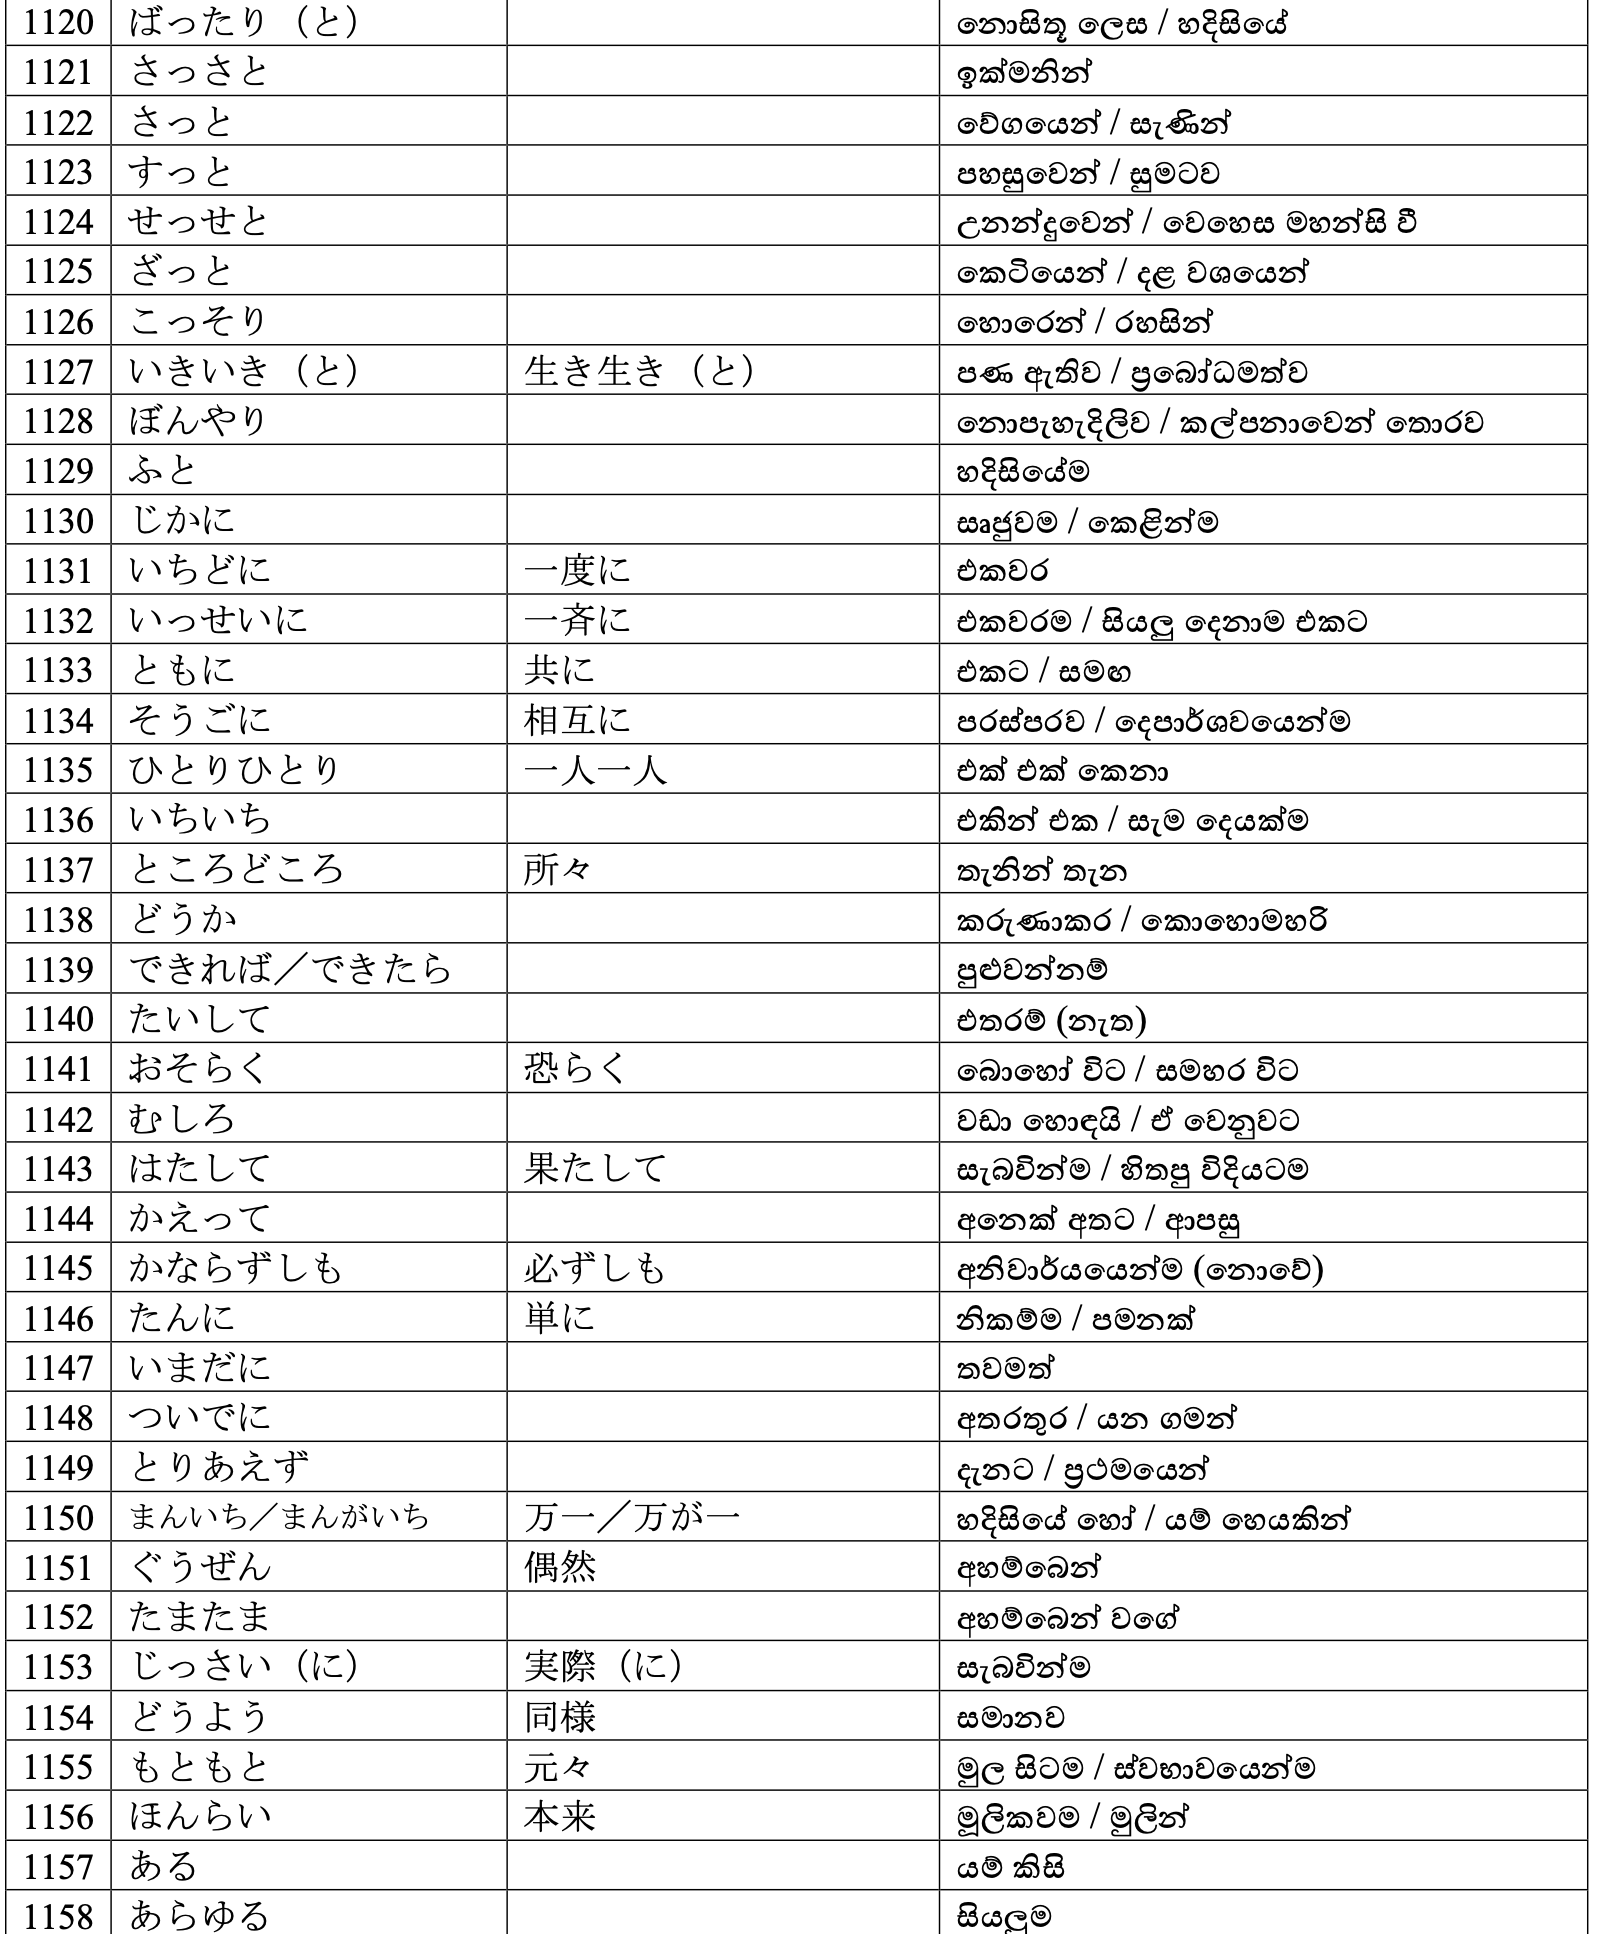 1120 ばったり（と） නොසිතූ ලෙස / හදිසියේ
1121 さっさと ඉක්මනින්
1122 さっと වේගයෙන් / සැණින්
1123 すっと පහසුවෙන් / සුමටව
1124 せっせと උනන්දුවෙන් / වෙහෙස මහන්සි වී
1125 ざっと කෙටියෙන් / දළ වශයෙන්
1126 こっそり හොරෙන් / රහසින්
1127 いきいき（と） 生き生き（と） පණ ඇතිව / ප්‍රබෝධමත්ව
1128 ぼんやり නොපැහැදිලිව / කල්පනාවෙන් තොරව
1129 ふと හදිසියේම
1130 じかに සෘජුවම / කෙළින්ම
1131 いちどに 一度に එකවර
1132 いっせいに 一斉に එකවරම / සියලු දෙනාම එකට
1133 ともに 共に එකට / සමඟ
1134 そうごに 相互に පරස්පරව / දෙපාර්ශවයෙන්ම
1135 ひとりひとり 一人一人 එක් එක් කෙනා
1136 いちいち එකින් එක / සැම දෙයක්ම
1137 ところどころ 所々 තැනින් තැන
1138 どうか කරුණාකර / කොහොමහරි
1139 できれば／できたら පුළුවන්නම්
1140 たいして එතරම් (නැත)
1141 おそらく 恐らく බොහෝ විට / සමහර විට
1142 むしろ වඩා හොඳයි / ඒ වෙනුවට
1143 はたして 果たして සැබවින්ම / හිතපු විදියටම
1144 かえって අනෙක් අතට / ආපසු
1145 かならずしも 必ずしも අනිවාර්යයෙන්ම (නොවේ)
1146 たんに 単に නිකම්ම / පමනක්
1147 いまだに තවමත්
1148 ついでに අතරතුර / යන ගමන්
1149 とりあえず දැනට / ප්‍රථමයෙන්
1150 まんいち／まんがいち 万一／万が一 හදිසියේ හෝ / යම් හෙයකින්
1151 ぐうぜん 偶然 අහම්බෙන්
1152 たまたま අහම්බෙන් වගේ
1153 じっさい（に） 実際（に） සැබවින්ම
1154 どうよう 同様 සමානව
1155 もともと 元々 මුල සිටම / ස්වභාවයෙන්ම
1156 ほんらい 本来 මූලිකවම / මුලින්
1157 ある යම් කිසි
1158 あらゆる සියලුම